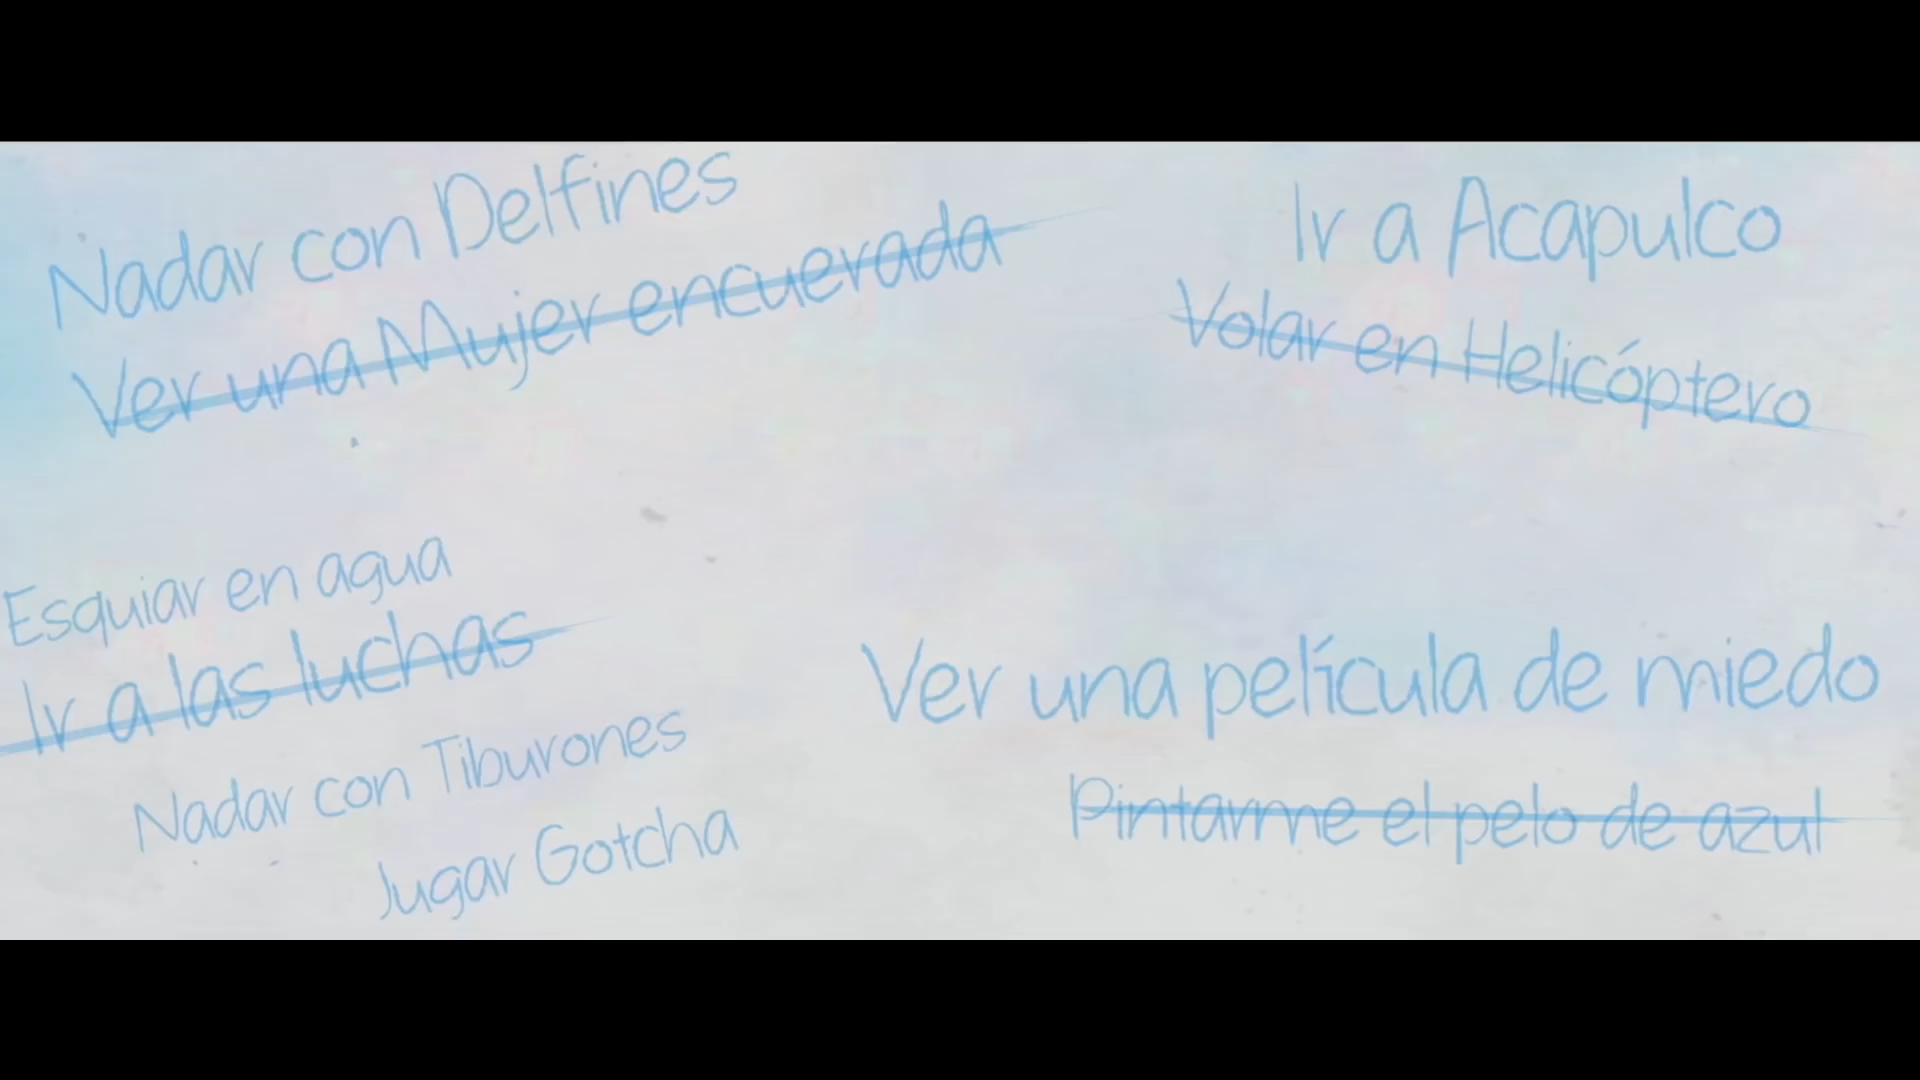 Nadar con Delfines
Ver una Mujer encuerada
Ir a Acapulco
Volar en Helicóptero
Esquiar en agua
Ir a las luchas
Nadar con Tiburones
Jugar Gotcha
Ver una película de miedo
Pintarme el pelo de azul